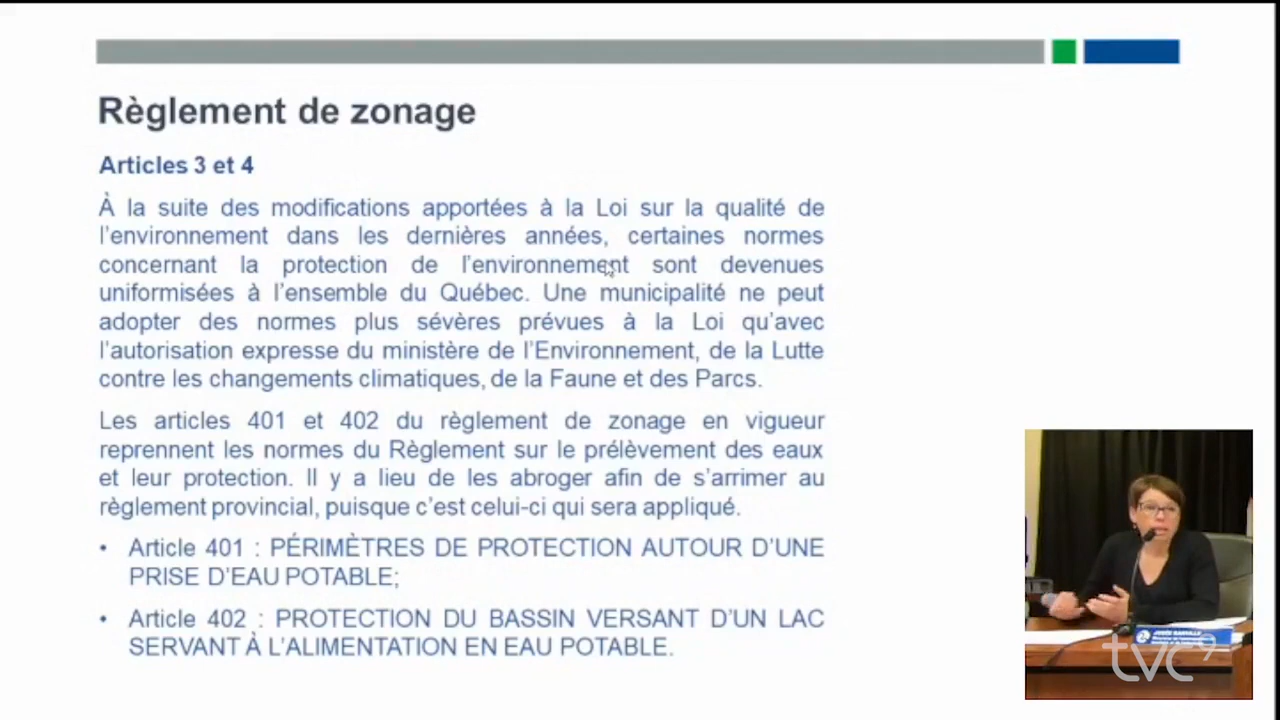 Règlement de zonage
Articles 3 et 4
À la suite des modifications apportées à la Loi sur la qualité de
l'environnement dans les dernières années, certaines normes
concernant la protection de l'environnement sont devenues
uniformisées à l'ensemble du Québec. Une municipalité ne peut
adopter des normes plus sévères prévues à la Loi qu'avec
l'autorisation expresse du ministère de l'Environnement, de la Lutte
contre les changements climatiques, de la Faune et des Parcs.
Les articles 401 et 402 du règlement de zonage en vigueur
reprennent les normes du Règlement sur le prélèvement des eaux
et leur protection. Il y a lieu de les abroger afin de s'arrimer au
règlement provincial, puisque c'est celui-ci qui sera appliqué.
• Article 401 : PÉRIMÈTRES DE PROTECTION AUTOUR D'UNE
PRISE D'EAU POTABLE;
• Article 402 : PROTECTION DU BASSIN VERSANT D'UN LAC
SERVANT À L'ALIMENTATION EN EAU POTABLE.
tvc9